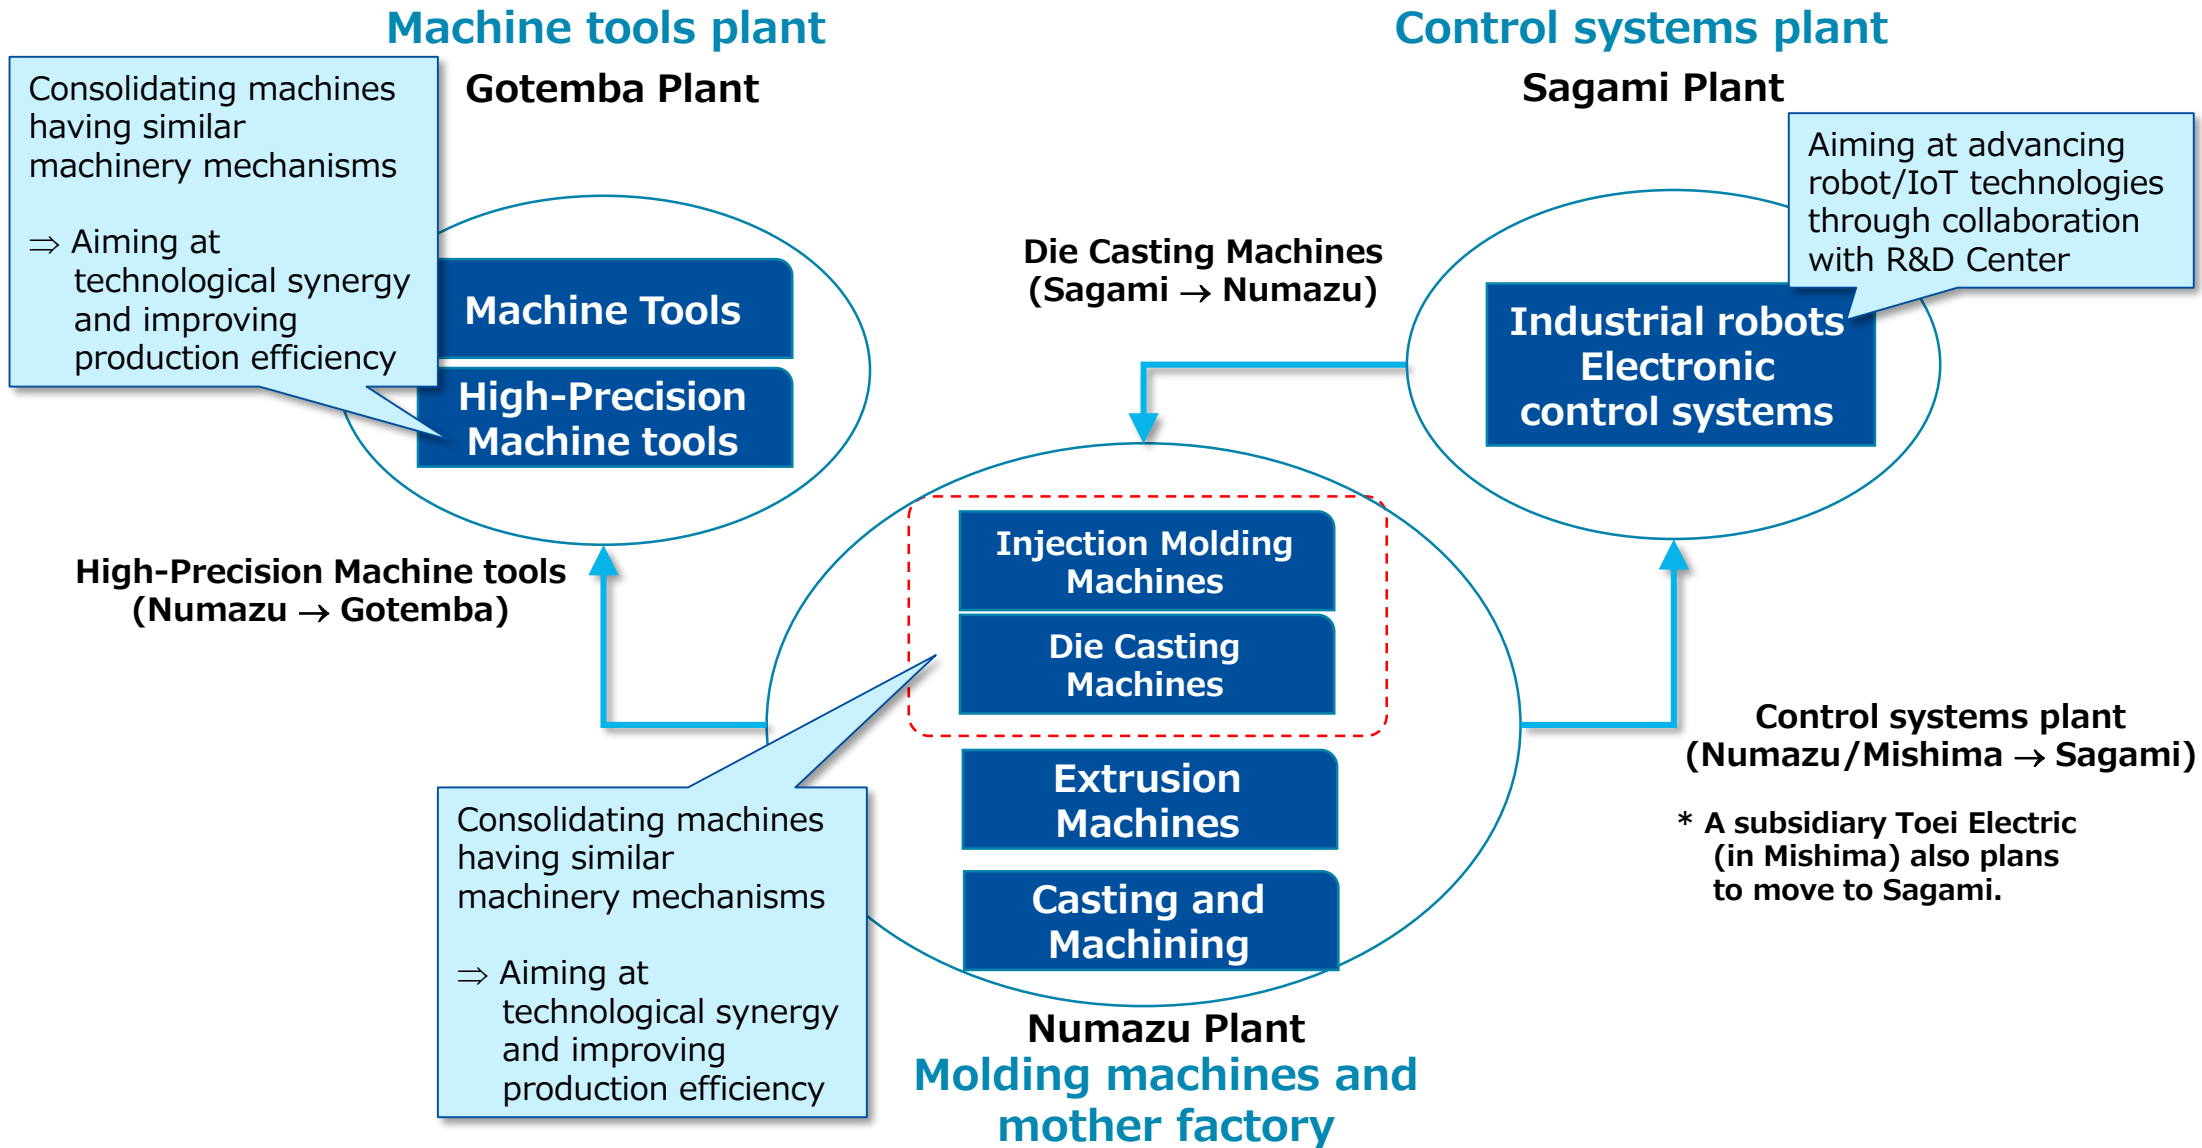 Machine tools plant
Gotemba Plant
Consolidating machines
having similar
machinery mechanisms
⇒ Aiming at
technological synergy
and improving
production efficiency
Machine Tools
High-Precision
Machine tools
High-Precision Machine tools
(Numazu → Gotemba)
Control systems plant
Sagami Plant
Aiming at advancing
robot/IoT technologies
through collaboration
with R&D Center
Industrial robots
Electronic
control systems
Die Casting Machines
(Sagami → Numazu)
Injection Molding
Machines
Die Casting
Machines
Extrusion
Machines
Casting and
Machining
Consolidating machines
having similar
machinery mechanisms
⇒ Aiming at
technological synergy
and improving
production efficiency
Control systems plant
(Numazu/Mishima → Sagami)
* A subsidiary Toei Electric
(in Mishima) also plans
to move to Sagami.
Numazu Plant
Molding machines and
mother factory